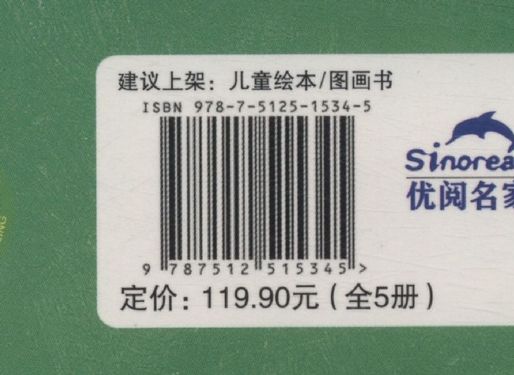 建议上架：儿童绘本/图画书
ISBN 978-7-5125-1534-5
9 787512 515345 >
定价：119.90元（全5册）
Sinorea
优阅名家